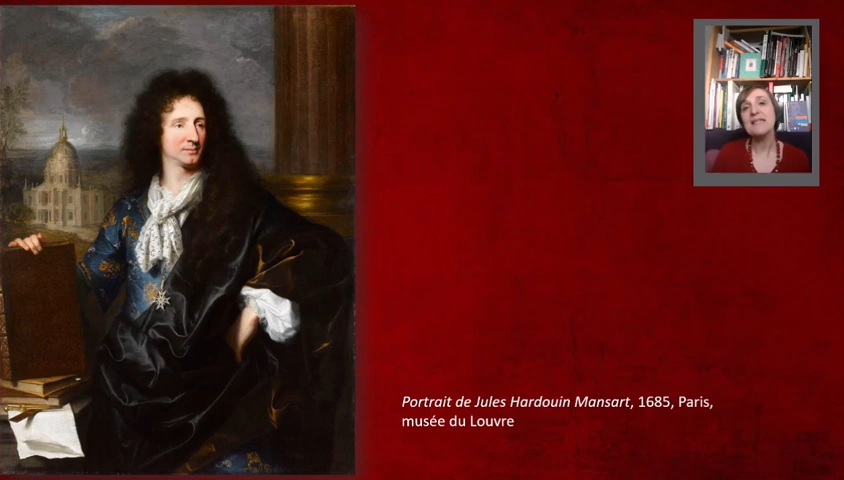 Portrait de Jules Hardouin Mansart, 1685, Paris,
musée du Louvre